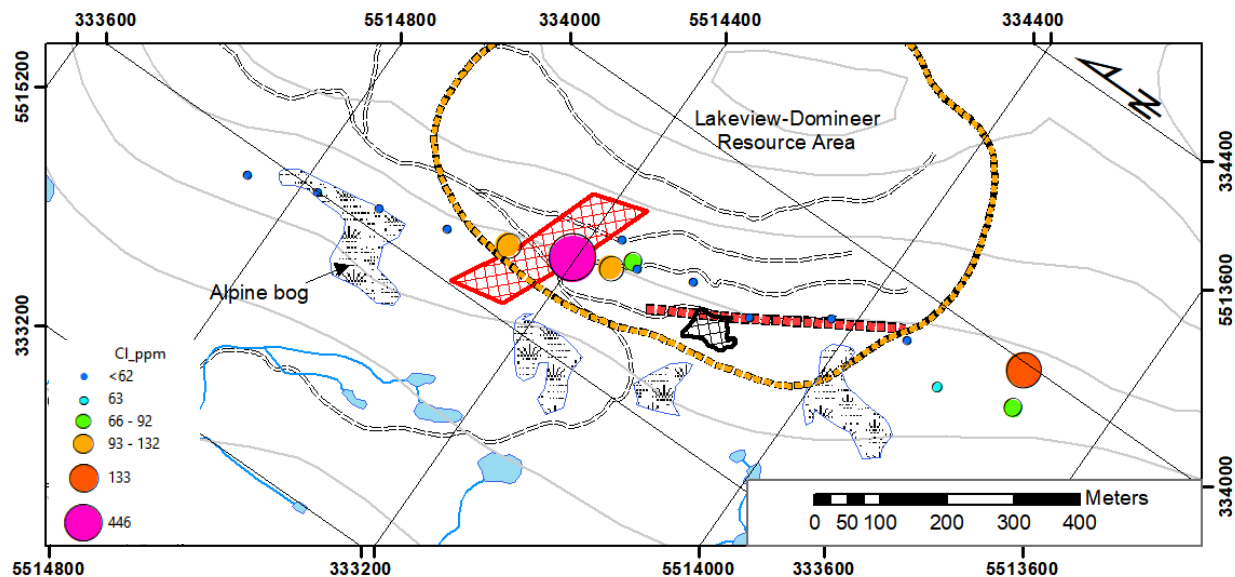 333600
5514800
334000
5514400
334400
5515200
N
Lakeview-Domineer
Resource Area
334400
Alpine bog
5513600
333200
Cl_ppm
<62
63
66 - 92
93 - 132
133
446
Meters
0 50 100 200 300 400
334000
5514800
333200
5514000
333600
5513600